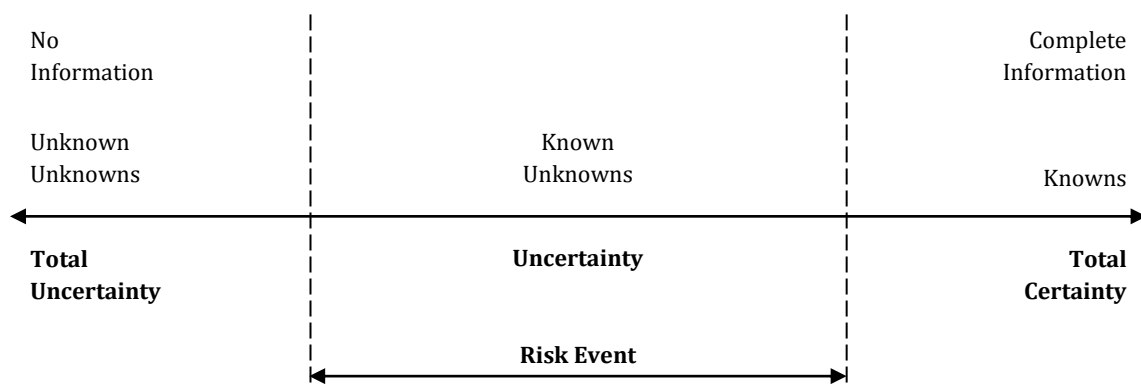 No
Information
Complete
Information
Unknown
Unknowns
Known
Unknowns
Knowns
Total
Uncertainty
Uncertainty
Total
Certainty
Risk Event